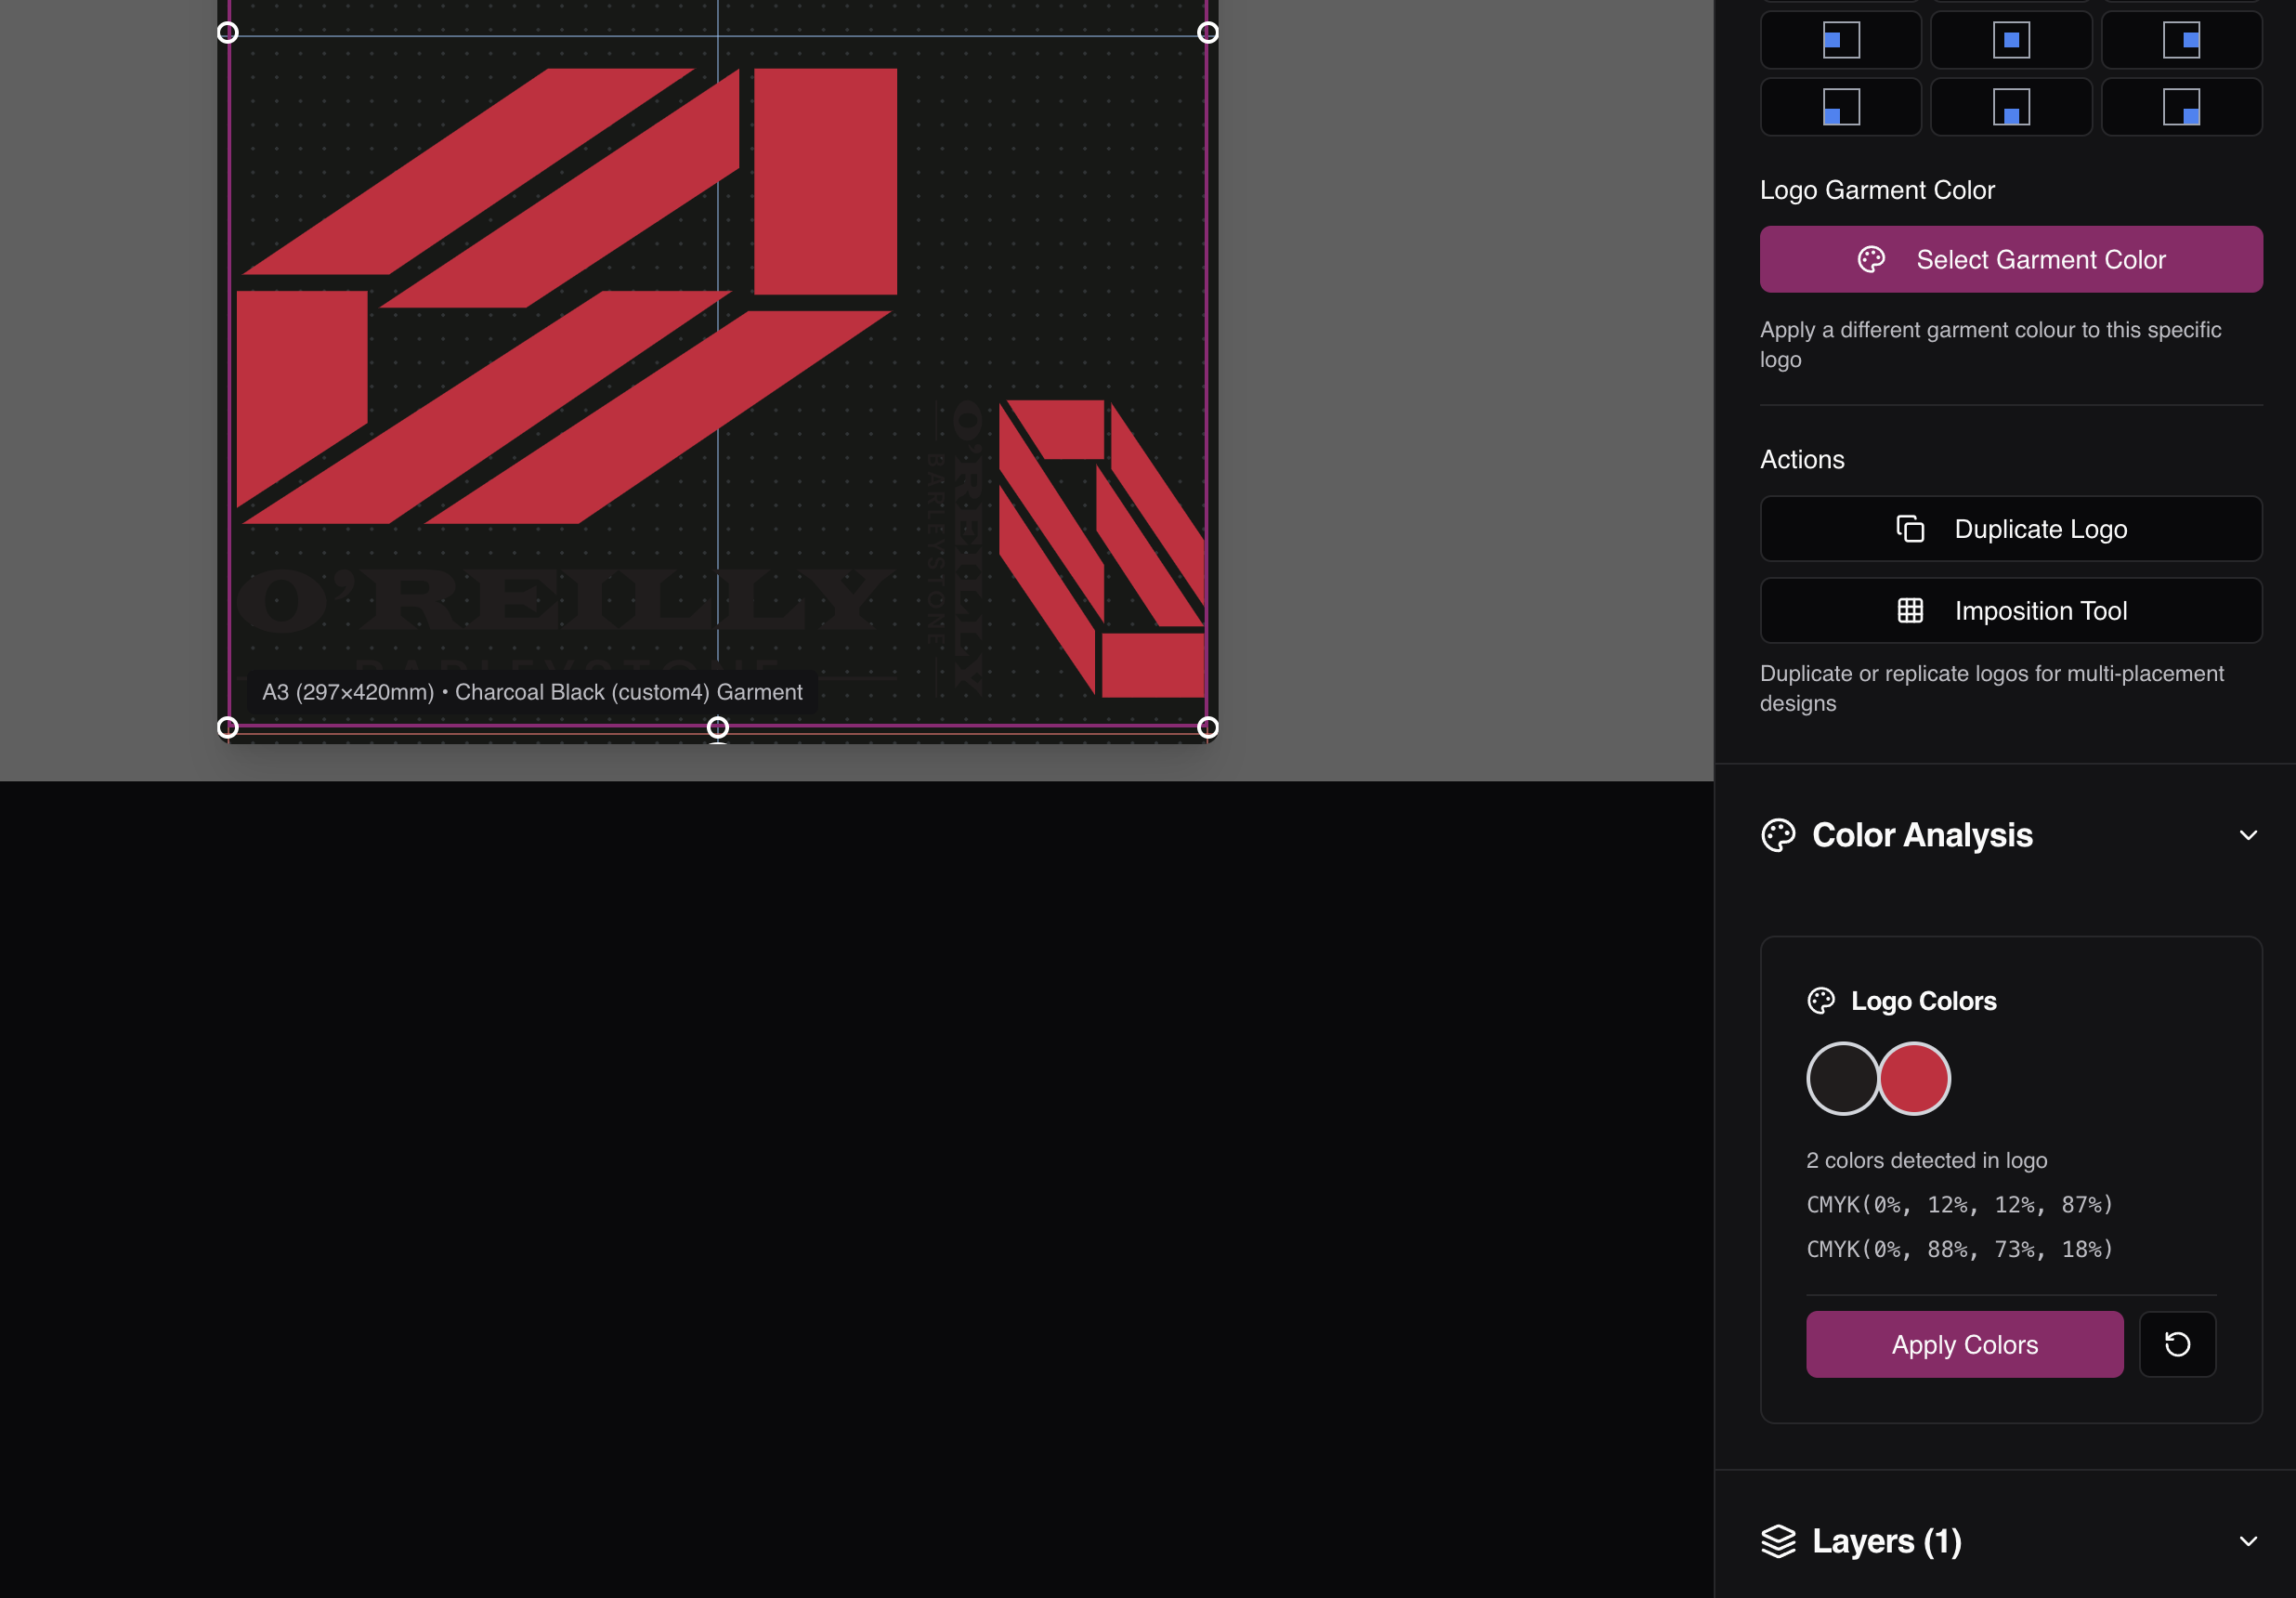 O’REILLY
BARLEYSTONE
O’REILLY
BARLEYSTONE
A3 (297×420mm) • Charcoal Black (custom4) Garment
Logo Garment Color
Select Garment Color
Apply a different garment colour to this specific
logo
Actions
Duplicate Logo
Imposition Tool
Duplicate or replicate logos for multi-placement
designs
Color Analysis
Logo Colors
2 colors detected in logo
CMYK(0%, 12%, 12%, 87%)
CMYK(0%, 88%, 73%, 18%)
Apply Colors
Layers (1)